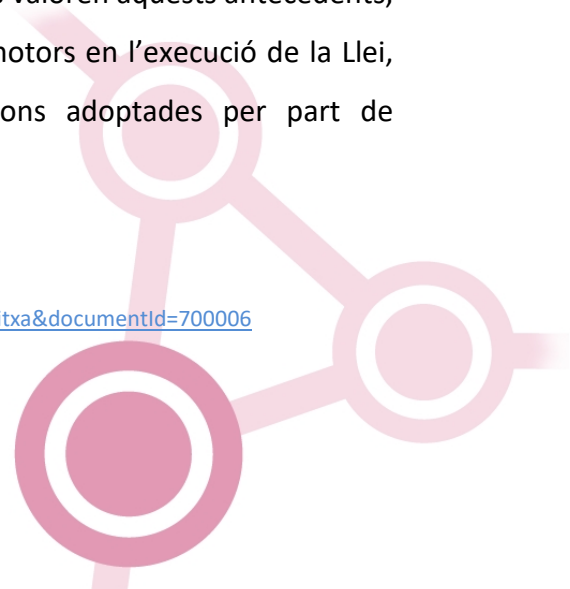 valoren aquests antecedents,
motors en l’execució de la Llei,
ons adoptades per part de
itxa&documentId=700006